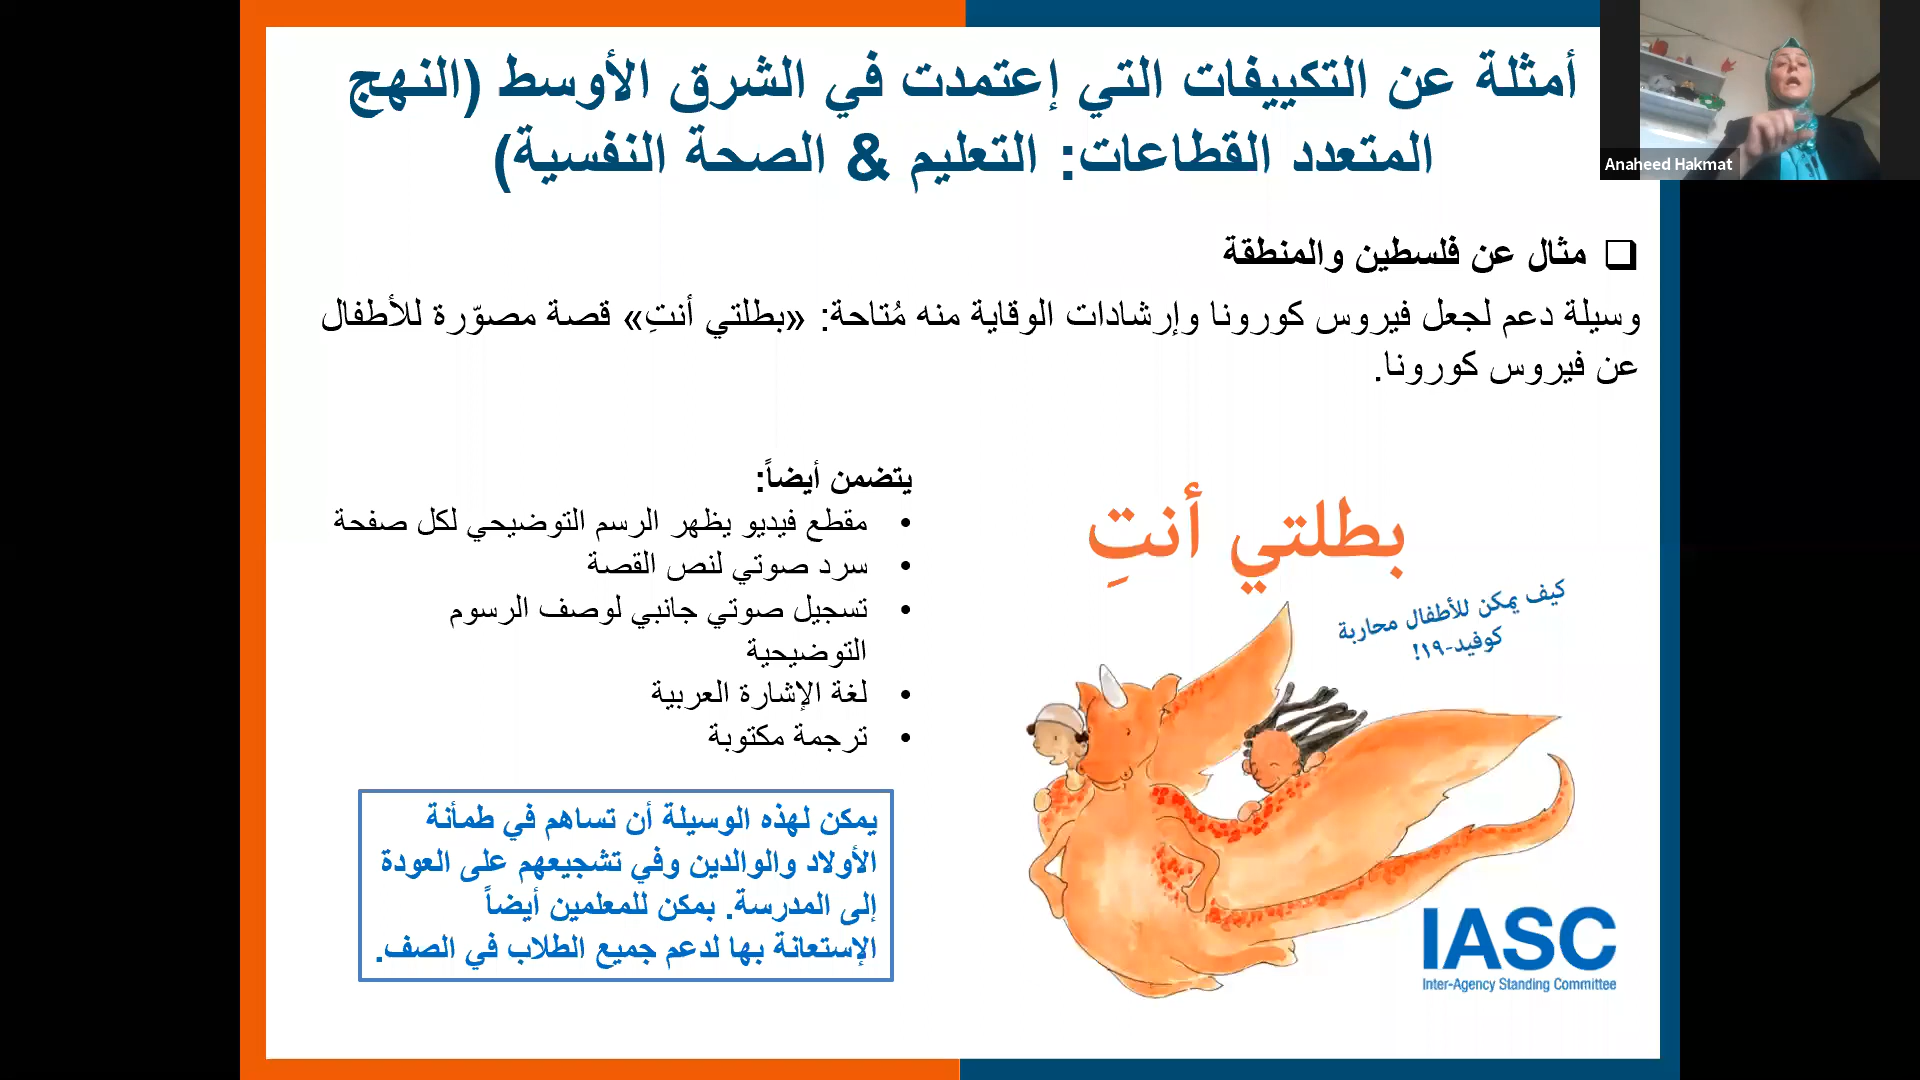 أمثلة عن التكييفات التي إعتمدت في الشرق الأوسط (النهج
المتعدد القطاعات: التعليم & الصحة النفسية)
Anaheed Hakmat
❑ مثال عن فلسطين والمنطقة
وسيلة دعم لجعل فيروس كورونا وإرشادات الوقاية منه مُتاحة: «بطلتي أنتِ» قصة مصوّرة للأطفال
عن فيروس كورونا.
يتضمن أيضاً:
• مقطع فيديو يظهر الرسم التوضيحي لكل صفحة
• سرد صوتي لنص القصة
• تسجيل صوتي جانبي لوصف الرسوم
التوضيحية
• لغة الإشارة العربية
• ترجمة مكتوبة
يمكن لهذه الوسيلة أن تساهم في طمأنة
الأولاد والوالدين وفي تشجيعهم على العودة
إلى المدرسة. بمكن للمعلمين أيضاً
الإستعانة بها لدعم جميع الطلاب في الصف.
بطلتي أنتِ
كيف يمكن للأطفال محاربة
كوفيد-١٩!
IASC
Inter-Agency Standing Committee